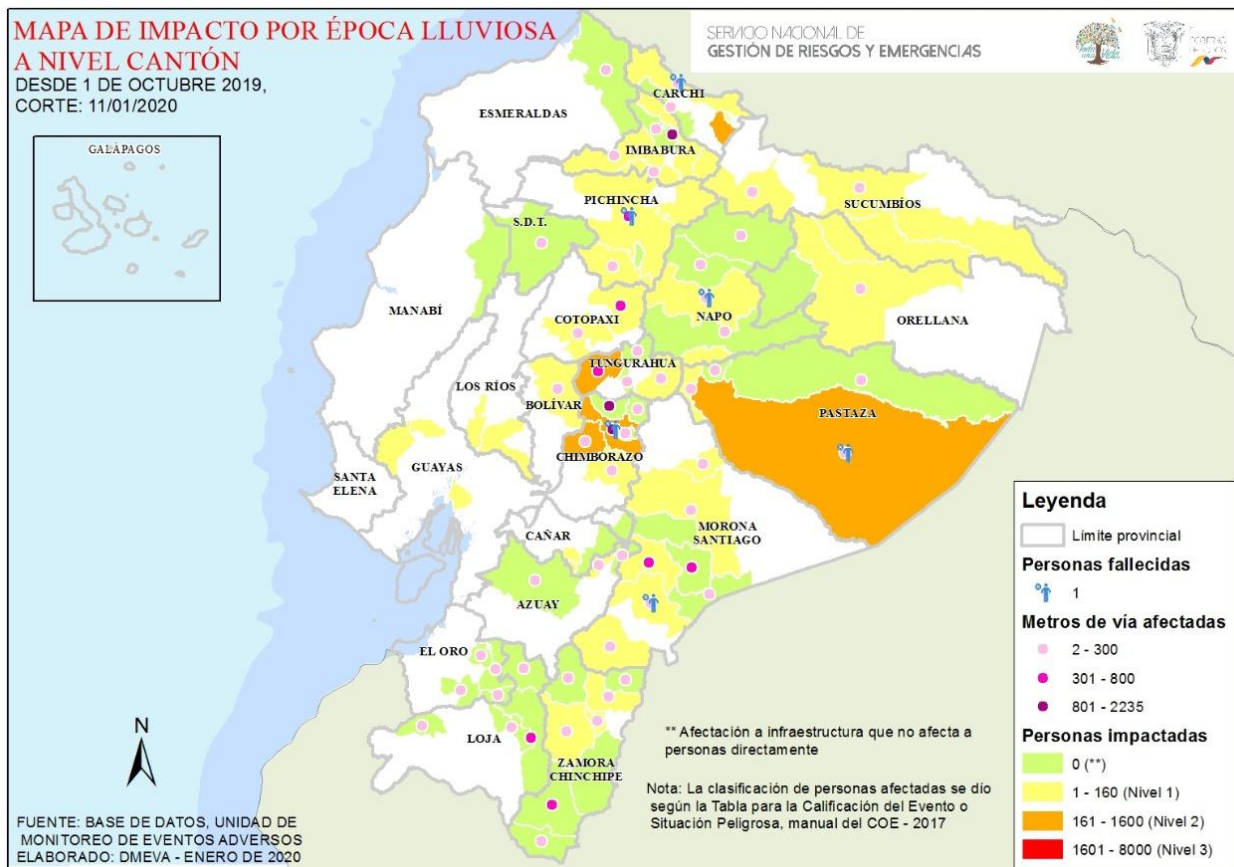 MAPA DE IMPACTO POR ÉPOCA LLUVIOSA
A NIVEL CANTÓN
DESDE 1 DE OCTUBRE 2019,
CORTE: 11/01/2020
SERVICIO NACIONAL DE
GESTIÓN DE RIESGOS Y EMERGENCIAS
GALÁPAGOS
CARCHI
ESMERALDAS
IMBABURA
PICHINCHA
SUCUMBÍOS
S.D.T.
MANABÍ
COTOPAXI
NAPO
ORELLANA
TUNGURAHUA
LOS RÍOS
BOLÍVAR
PASTAZA
CHIMBORAZO
GUAYAS
SANTA
ELENA
CAÑAR
MORONA
SANTIAGO
AZUAY
EL ORO
LOJA
ZAMORA
CHINCHIPE
N
** Afectación a infraestructura que no afecta a
personas directamente
Nota: La clasificación de personas afectadas se dío
según la Tabla para la Calificación del Evento o
Situación Peligrosa, manual del COE - 2017
FUENTE: BASE DE DATOS, UNIDAD DE
MONITOREO DE EVENTOS ADVERSOS
ELABORADO: DMEVA - ENERO DE 2020
Leyenda
Límite provincial
Personas fallecidas
1
Metros de vía afectadas
2 - 300
301 - 800
801 - 2235
Personas impactadas
0 (**)
1 - 160 (Nivel 1)
161 - 1600 (Nivel 2)
1601 - 8000 (Nivel 3)